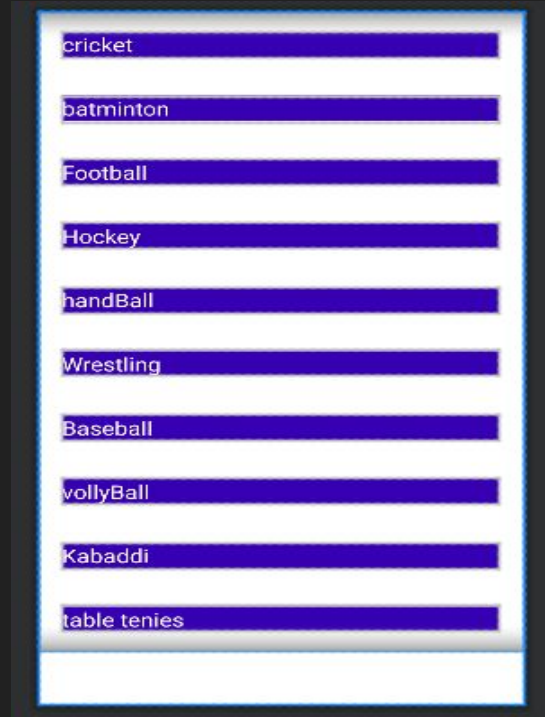 cricket
batminton
Football
Hockey
handBall
Wrestling
Baseball
vollyBall
Kabaddi
table tenies